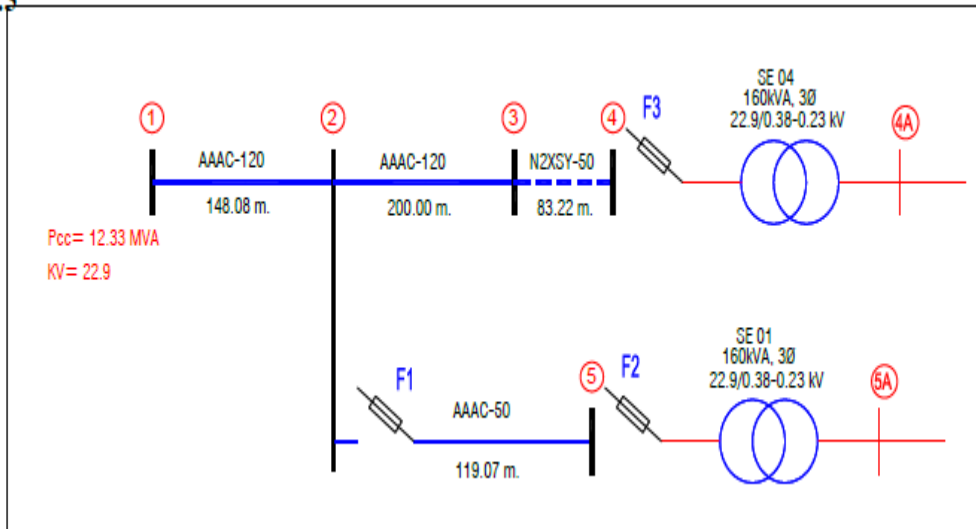 SE 04
160kVA, 3Ø
22.9/0.38-0.23 kV
F3
1
2
3
4
4A
AAAC-120
AAAC-120
N2XSY-50
148.08 m.
200.00 m.
83.22 m.
Pcc= 12.33 MVA
KV= 22.9
SE 01
160kVA, 3Ø
22.9/0.38-0.23 kV
F1
5
F2
5A
AAAC-50
119.07 m.